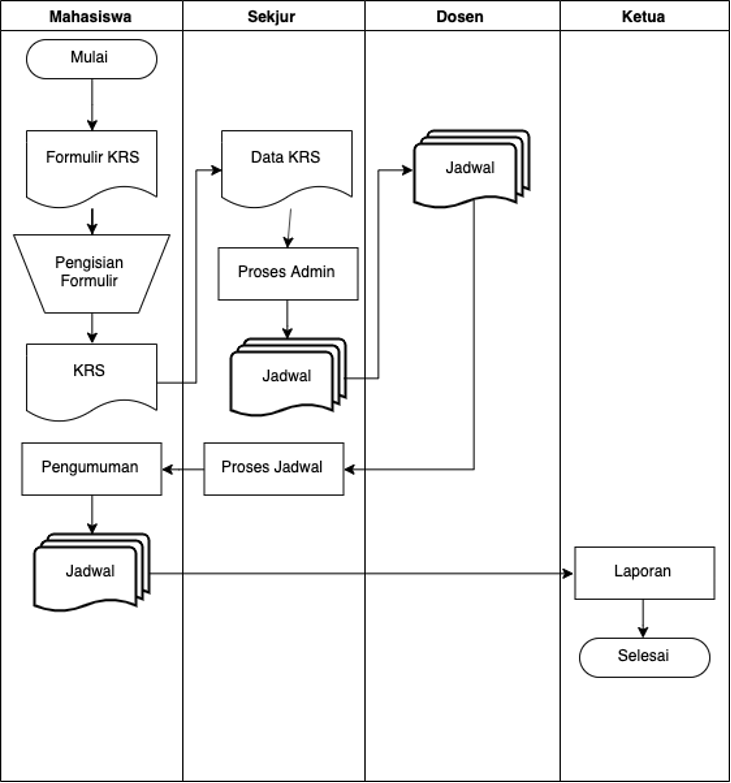 Mahasiswa
Sekjur
Dosen
Ketua
Mulai
Formulir KRS
Pengisian
Formulir
KRS
Data KRS
Proses Admin
Jadwal
Jadwal
Proses Jadwal
Pengumuman
Jadwal
Laporan
Selesai